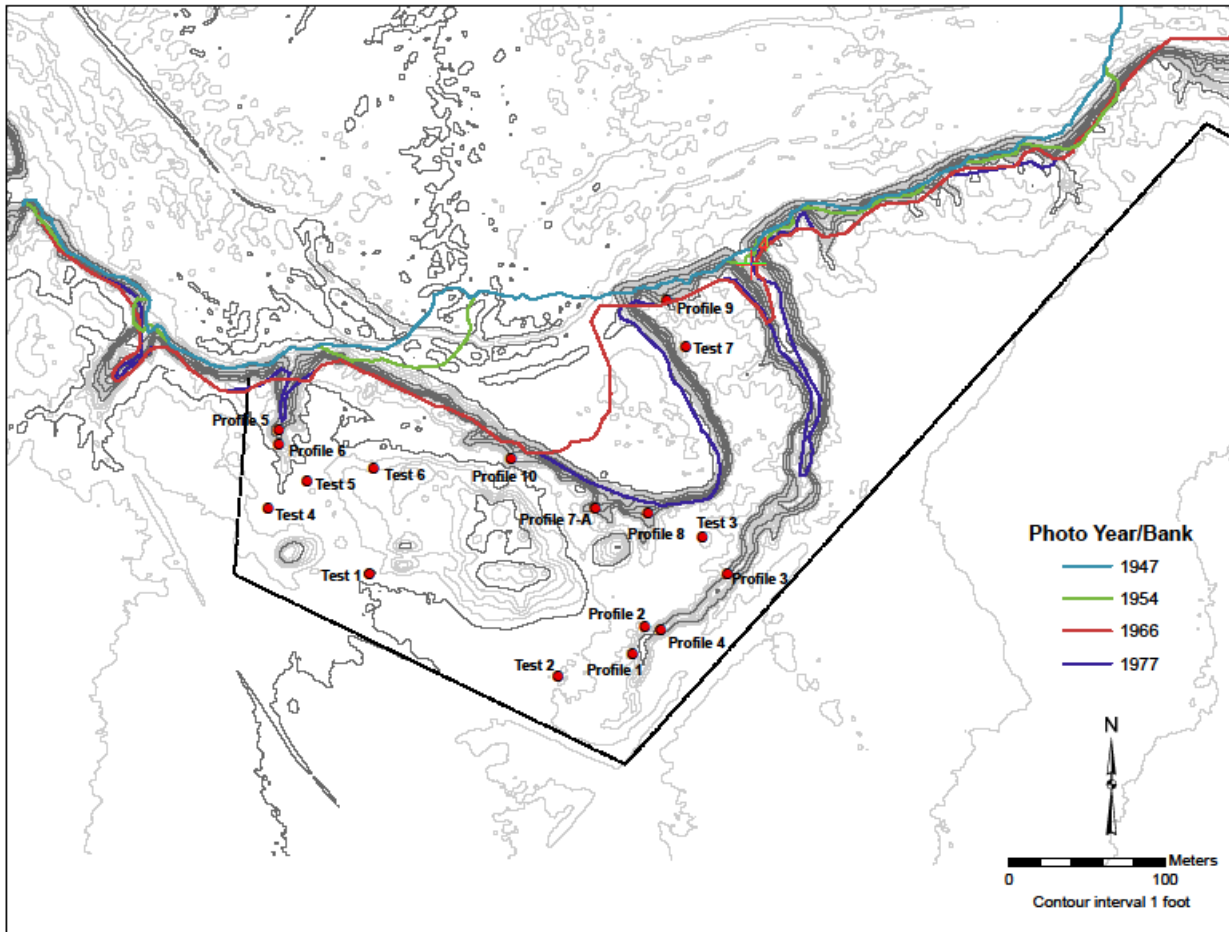 Profile 9
Test 7
Profile 5
Profile 6
Test 6
Profile 10
Test 5
Test 4
Profile 7-A
Profile 8
Test 3
Test 1
Profile 3
Profile 2
Profile 4
Profile 1
Test 2
Photo Year/Bank
1947
1954
1966
1977
N
Meters
0 100
Contour interval 1 foot